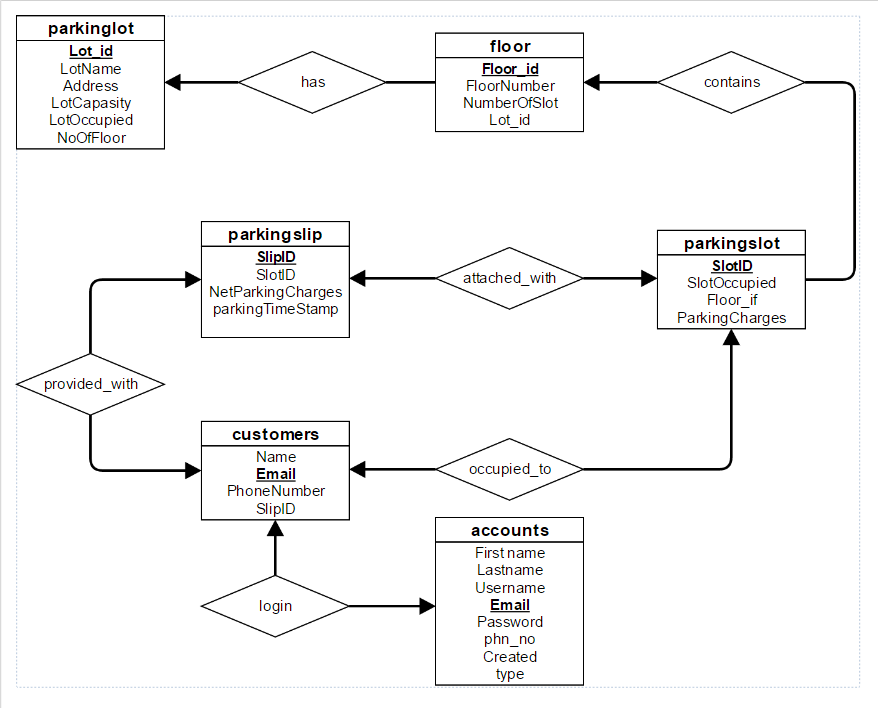 parkinglot
Lot_id
LotName
Address
LotCapasity
LotOccupied
NoOfFloor
has
floor
Floor_id
FloorNumber
NumberOfSlot
Lot_id
contains
parkingslip
SlipID
SlotID
NetParkingCharges
parkingTimeStamp
attached_with
parkingslot
SlotID
SlotOccupied
Floor_if
ParkingCharges
provided_with
customers
Name
Email
PhoneNumber
SlipID
occupied_to
login
accounts
First name
Lastname
Username
Email
Password
phn_no
Created
type